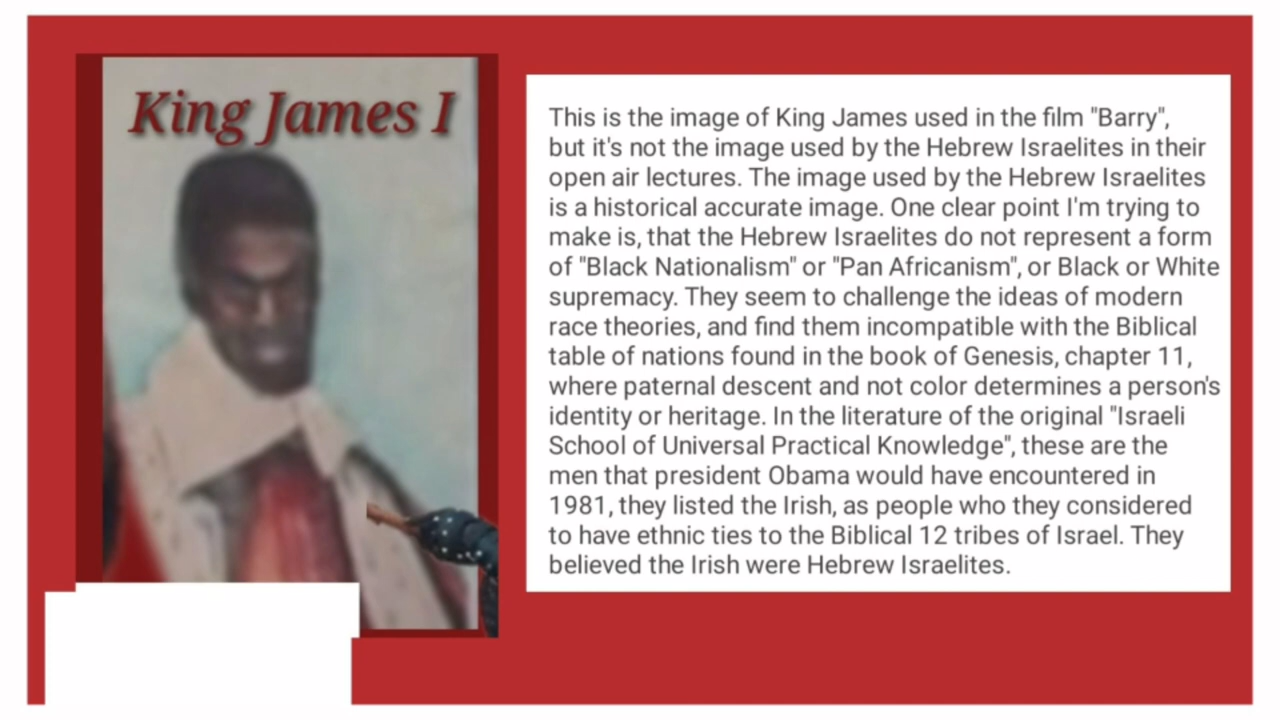 King James I
This is the image of King James used in the film "Barry",
but it's not the image used by the Hebrew Israelites in their
open air lectures. The image used by the Hebrew Israelites
is a historical accurate image. One clear point I'm trying to
make is, that the Hebrew Israelites do not represent a form
of "Black Nationalism" or "Pan Africanism", or Black or White
supremacy. They seem to challenge the ideas of modern
race theories, and find them incompatible with the Biblical
table of nations found in the book of Genesis, chapter 11,
where paternal descent and not color determines a person's
identity or heritage. In the literature of the original "Israeli
School of Universal Practical Knowledge", these are the
men that president Obama would have encountered in
1981, they listed the Irish, as people who they considered
to have ethnic ties to the Biblical 12 tribes of Israel. They
believed the Irish were Hebrew Israelites.